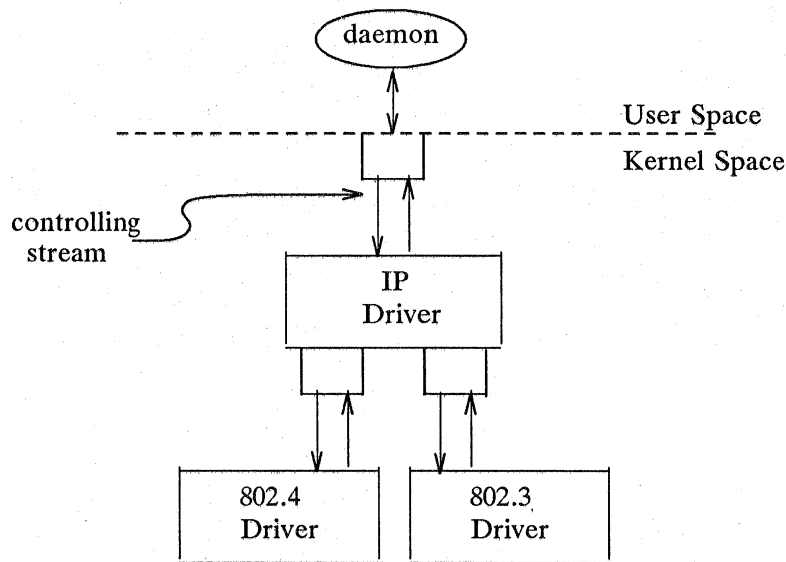 daemon
User Space
Kernel Space
controlling
stream
IP
Driver
802.4
Driver
802.3
Driver